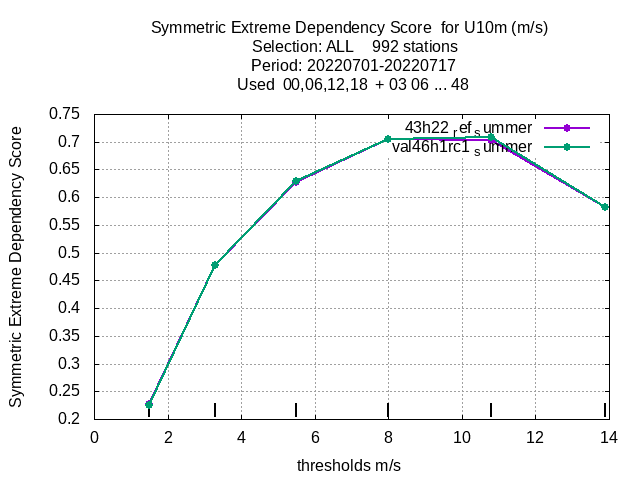 Symmetric Extreme Dependency Score for U10m (m/s)
Selection: ALL 992 stations
Period: 20220701-20220717
Used 00,06,12,18 + 03 06 ... 48
Symmetric Extreme Dependency Score
0.75
0.7
0.65
0.6
0.55
0.5
0.45
0.4
0.35
0.3
0.25
0.2
43h22_ref_summer
val46h1rc1_summer
0 2 4 6 8 10 12 14
thresholds m/s